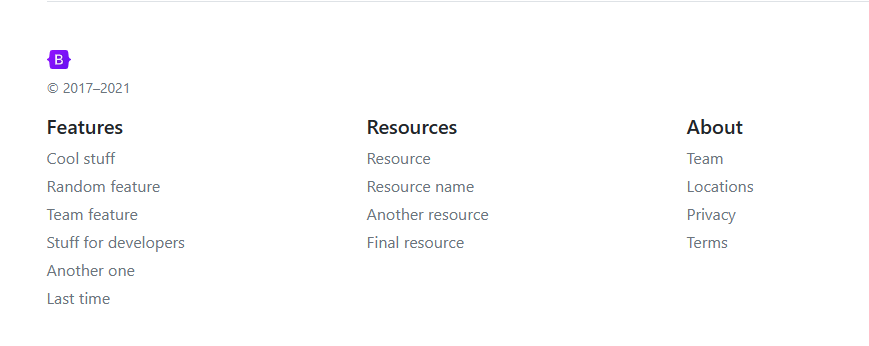 B
© 2017–2021
Features
Cool stuff
Random feature
Team feature
Stuff for developers
Another one
Last time
Resources
Resource
Resource name
Another resource
Final resource
About
Team
Locations
Privacy
Terms